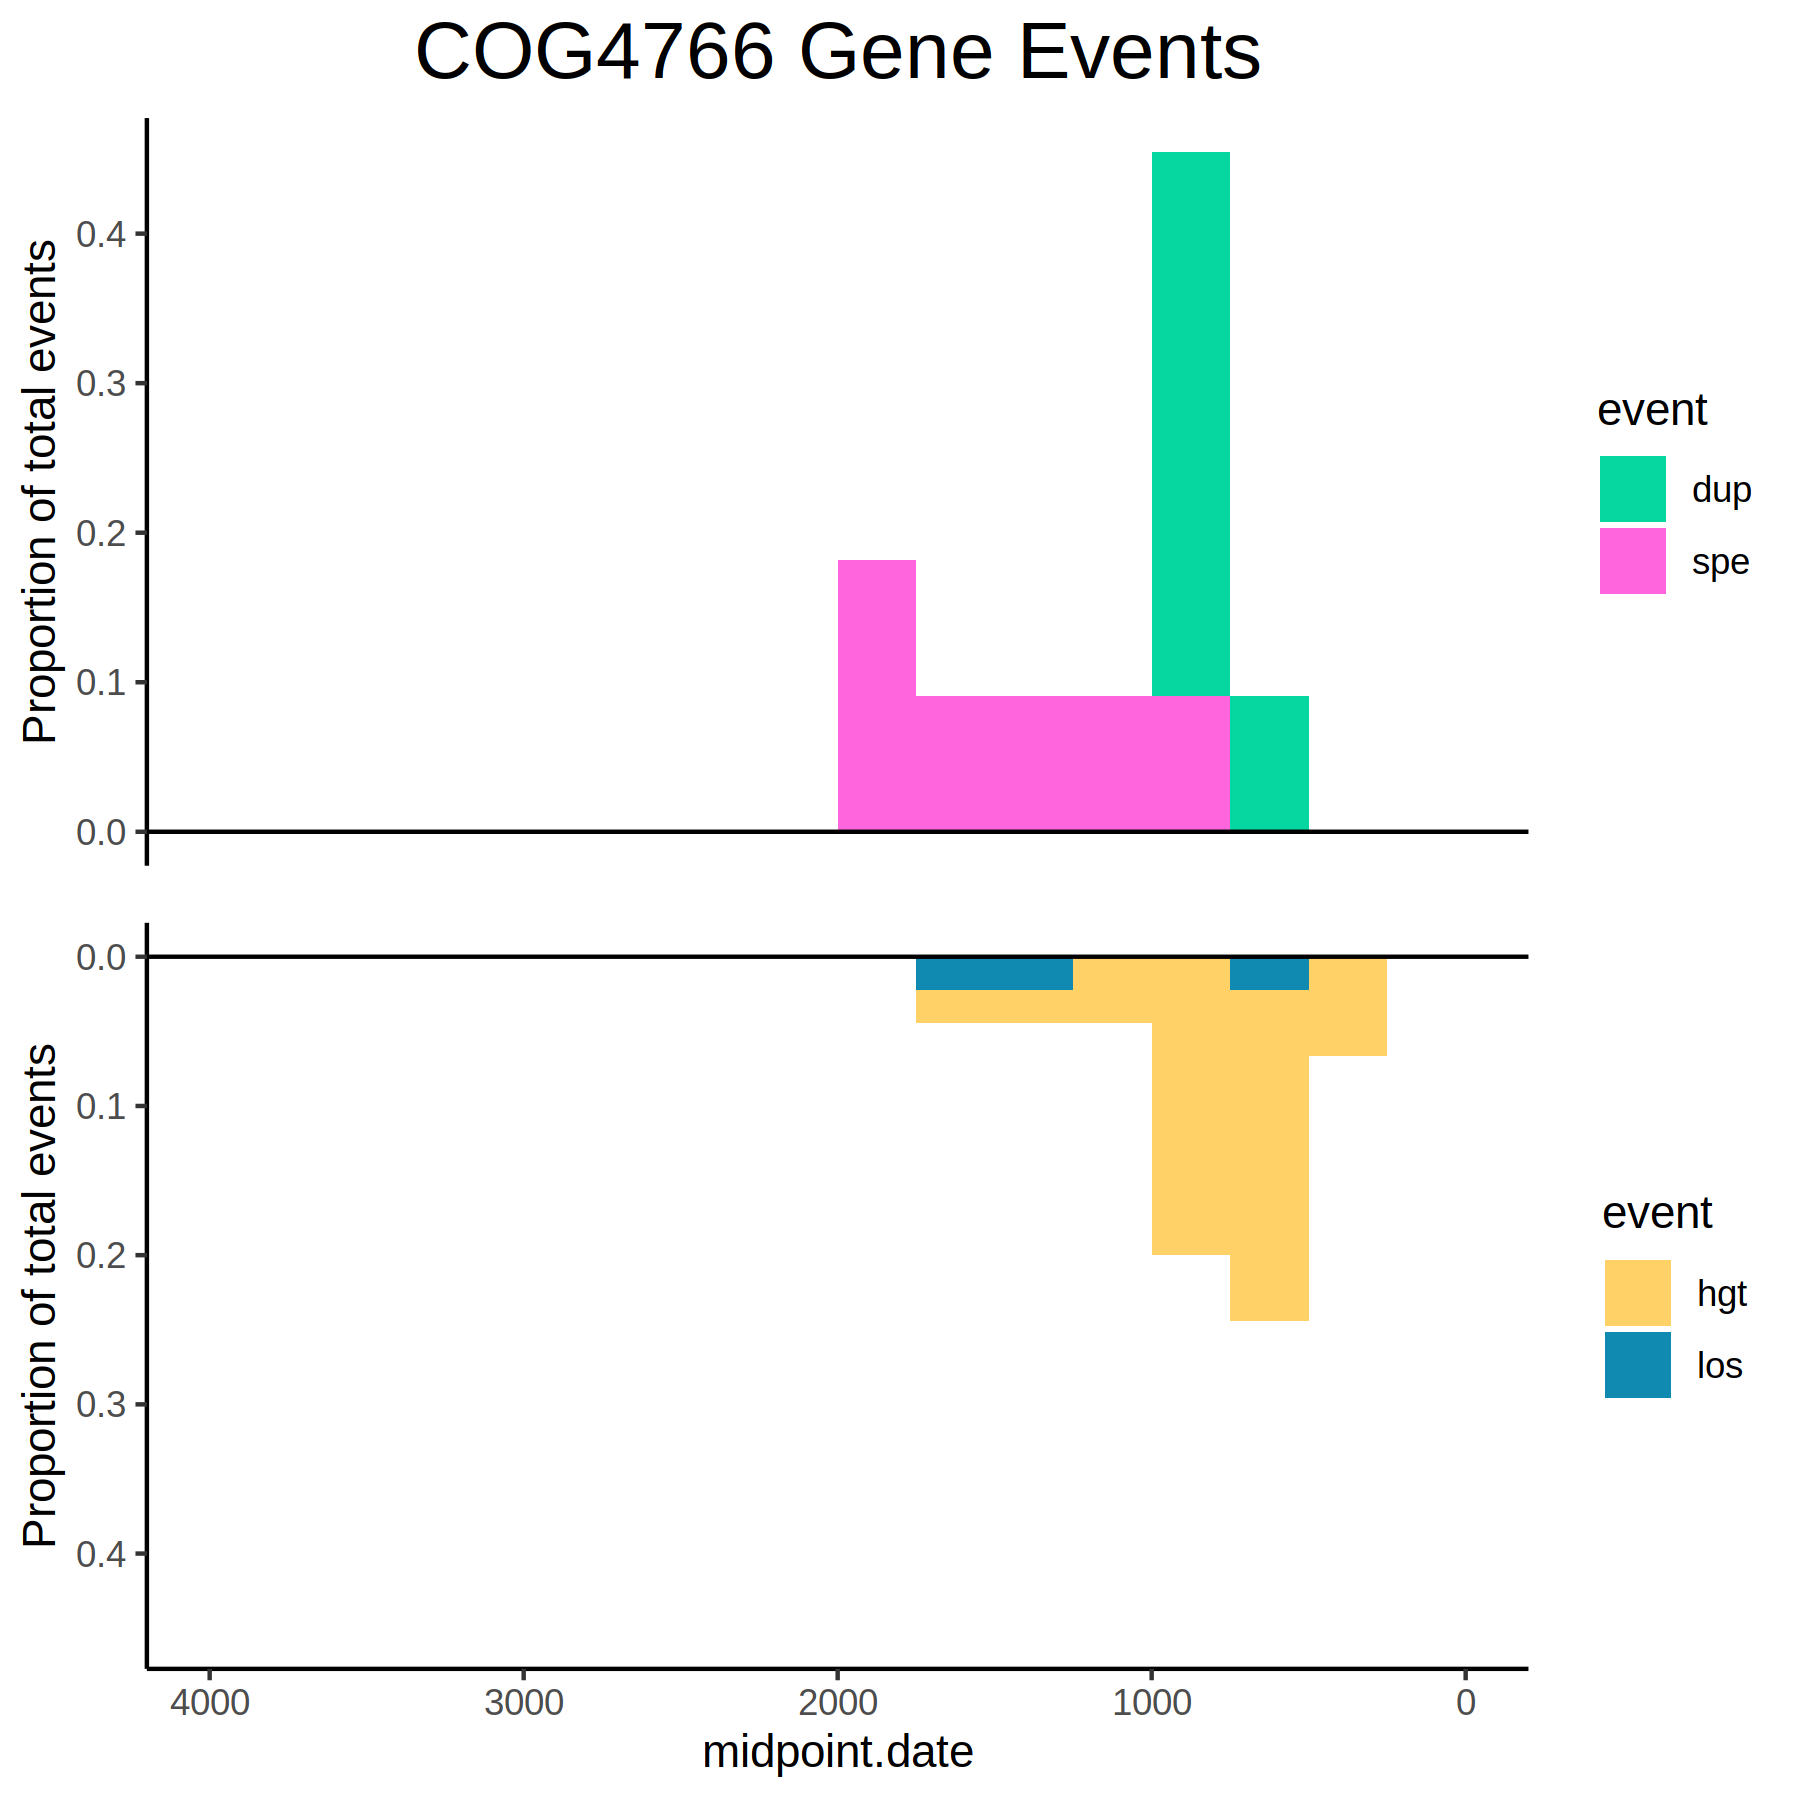 COG4766 Gene Events
Proportion of total events
0.4
0.3
0.2
0.1
0.0
event
dup
spe
Proportion of total events
0.0
0.1
0.2
0.3
0.4
event
hgt
los
4000 3000 2000 1000 0
midpoint.date